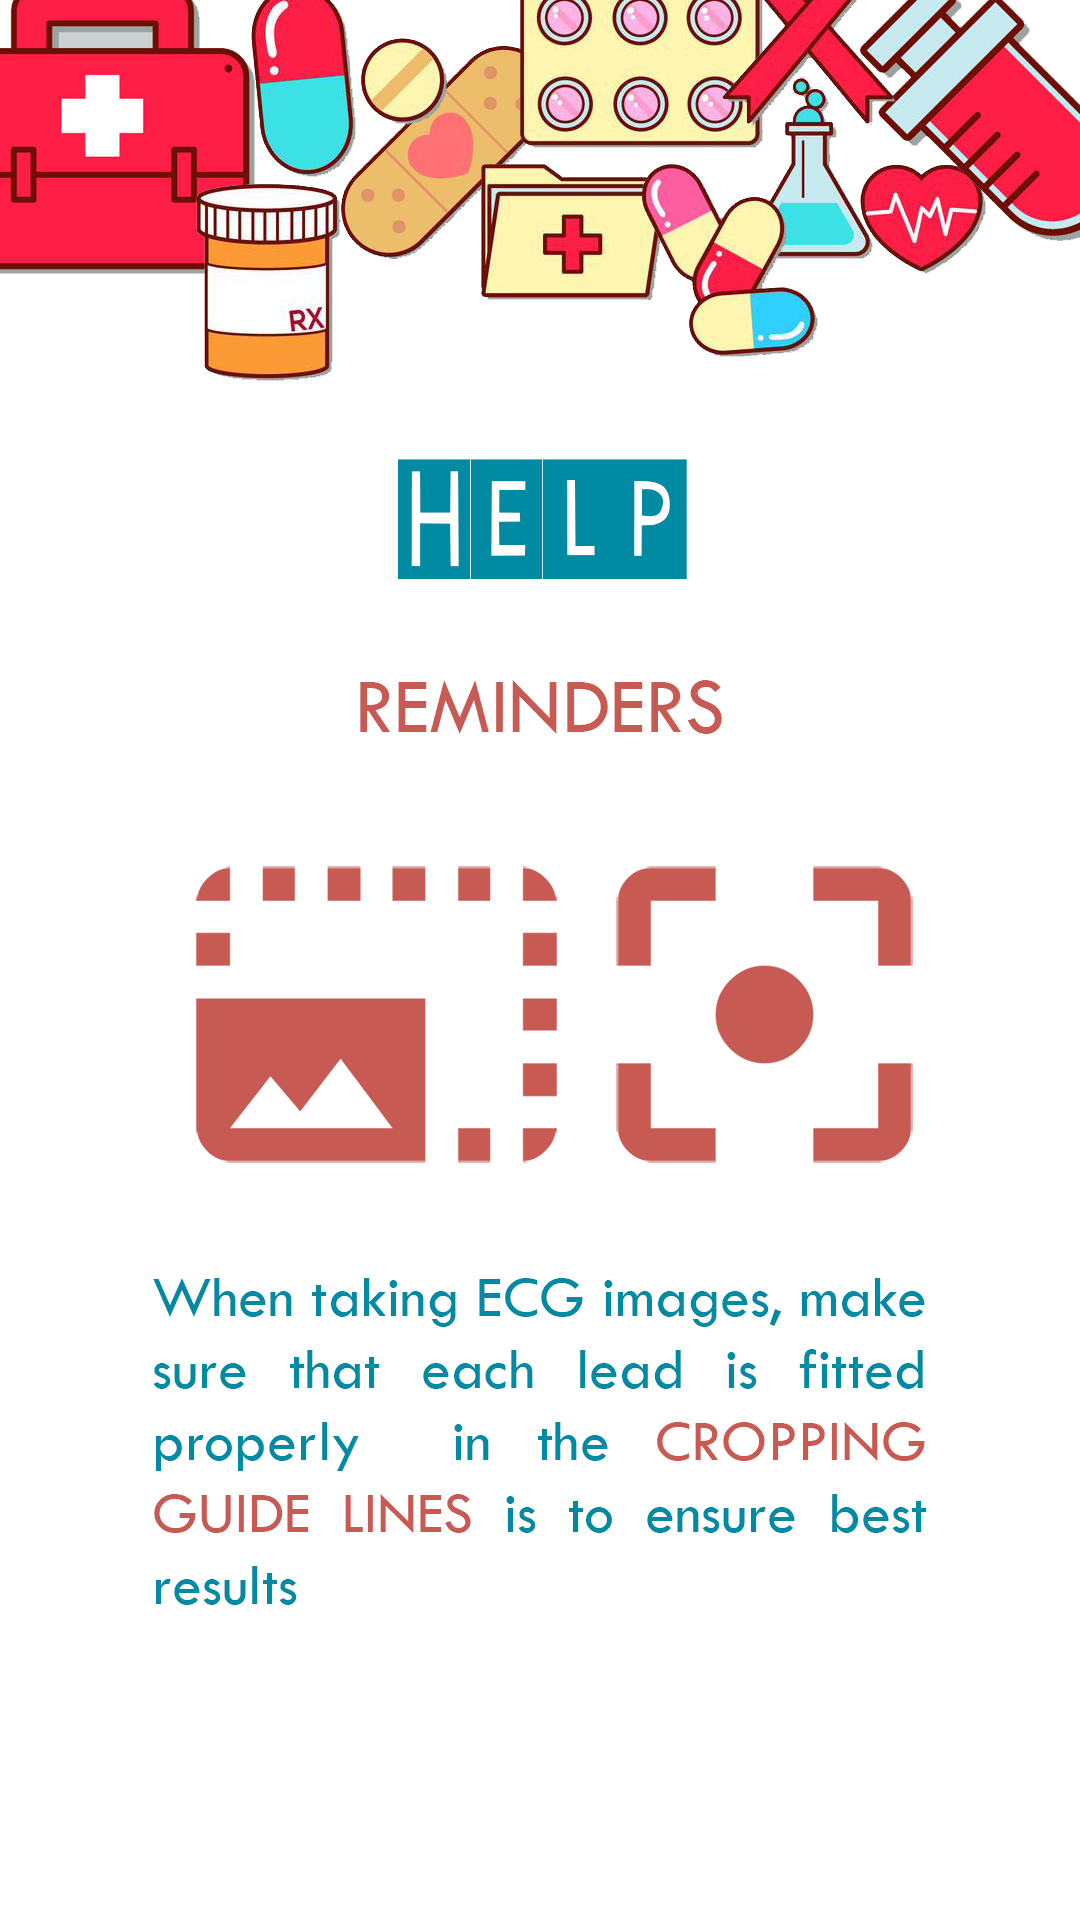 RX
HELP
REMINDERS
When taking ECG images, make
sure that each lead is fitted
properly in the CROPPING
GUIDE LINES is to ensure best
results